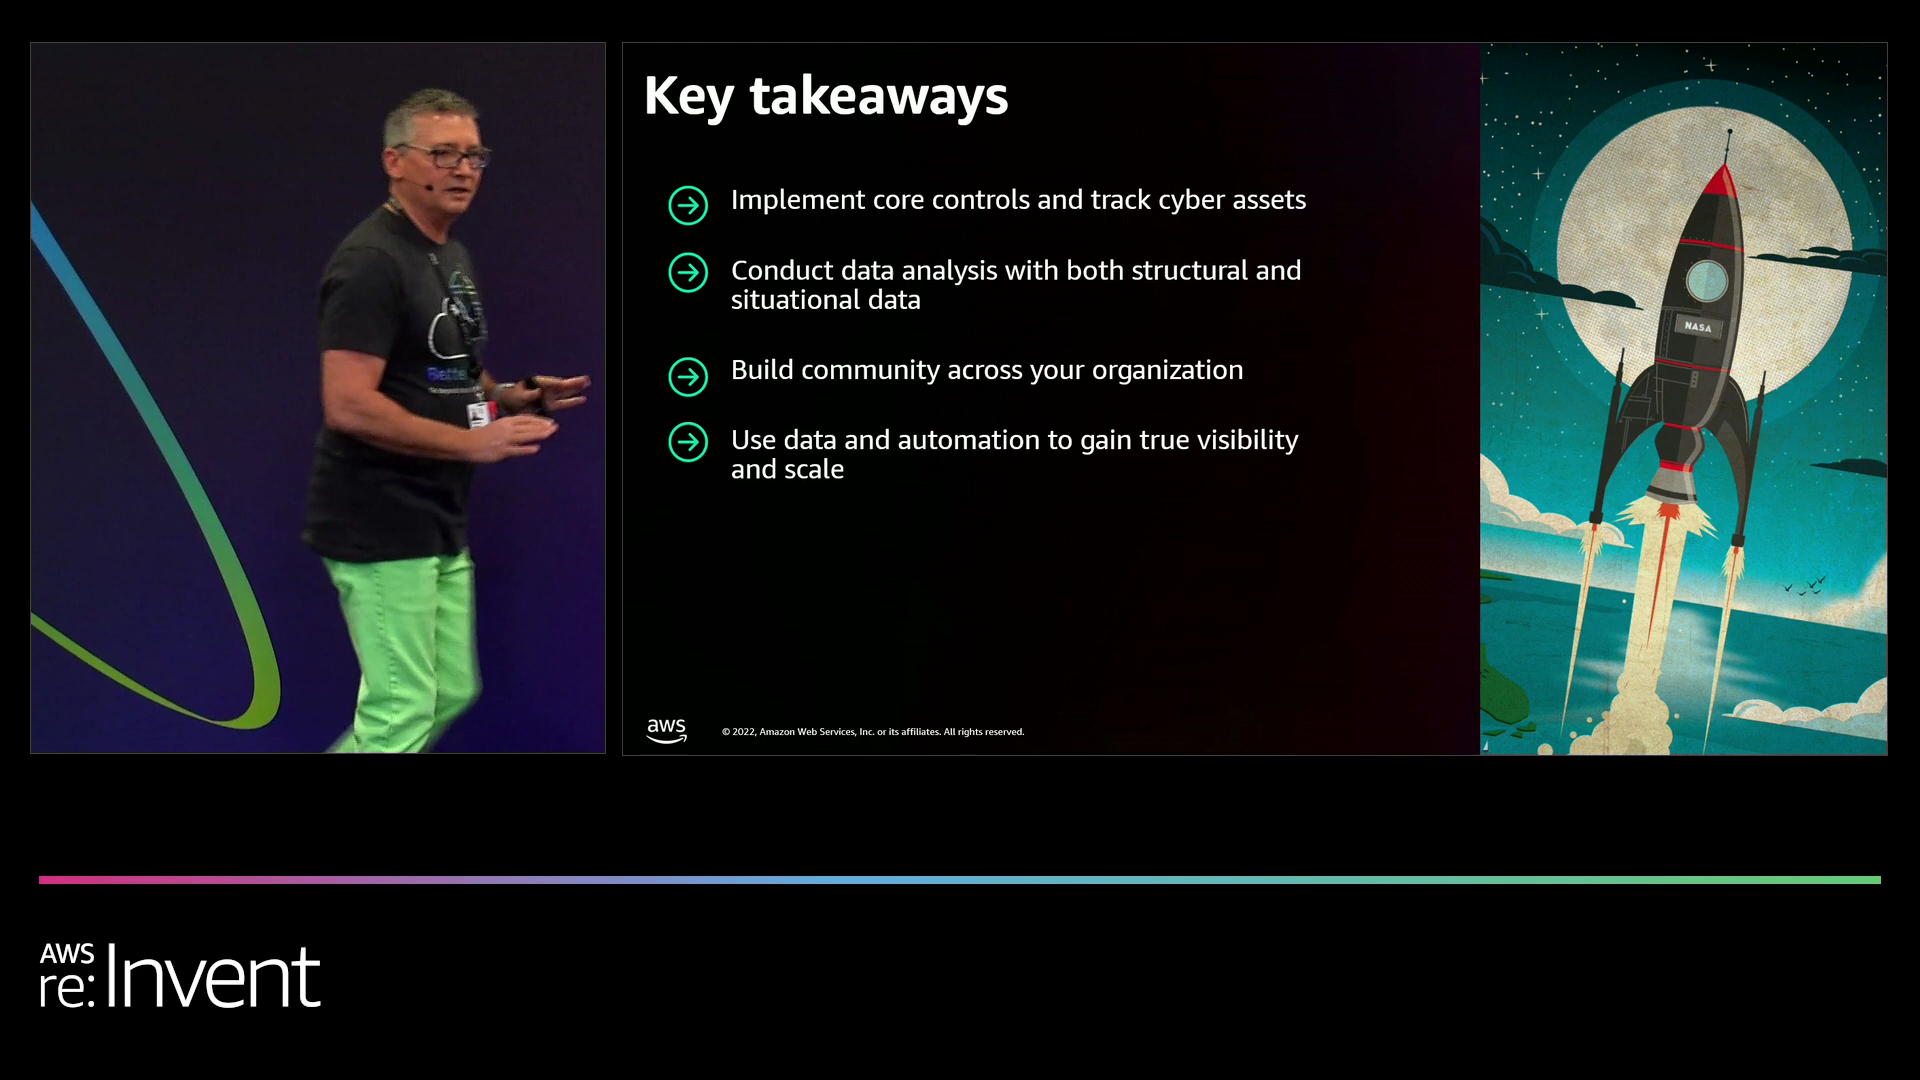 Key takeaways
Implement core controls and track cyber assets
Conduct data analysis with both structural and
situational data
Build community across your organization
Use data and automation to gain true visibility
and scale
NASA
aws
© 2022, Amazon Web Services, Inc. or its affiliates. All rights reserved.
AWS
re:Invent